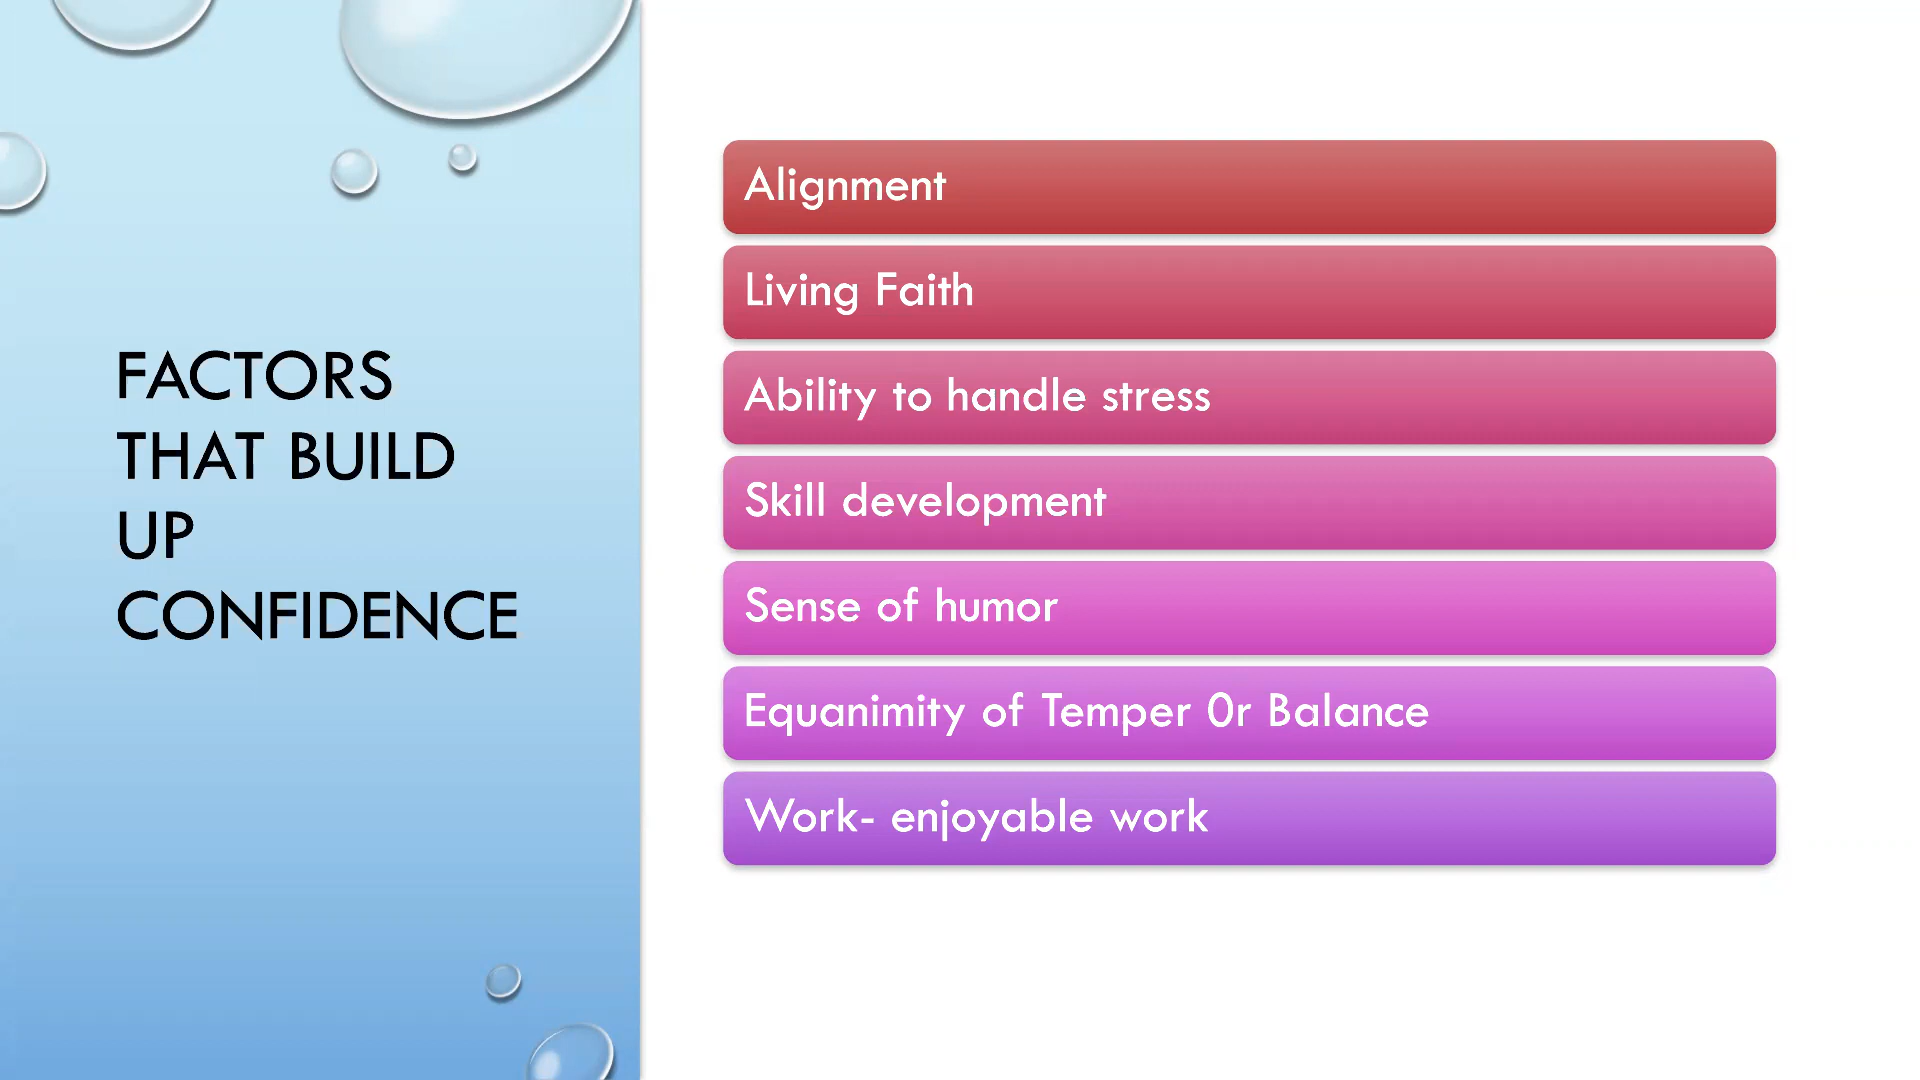 FACTORS
THAT BUILD
UP
CONFIDENCE
Alignment
Living Faith
Ability to handle stress
Skill development
Sense of humor
Equanimity of Temper 0r Balance
Work- enjoyable work